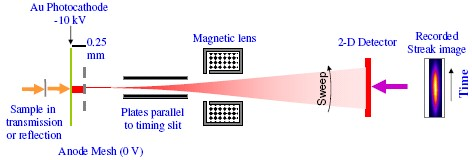 Au Photocathode
-10 kV
0.25
mm
Magnetic lens
2-D Detector
Recorded
Streak image
Sweep
Time
Sample in
transmission
or reflection
Plates parallel
to timing slit
Anode Mesh (0 V)